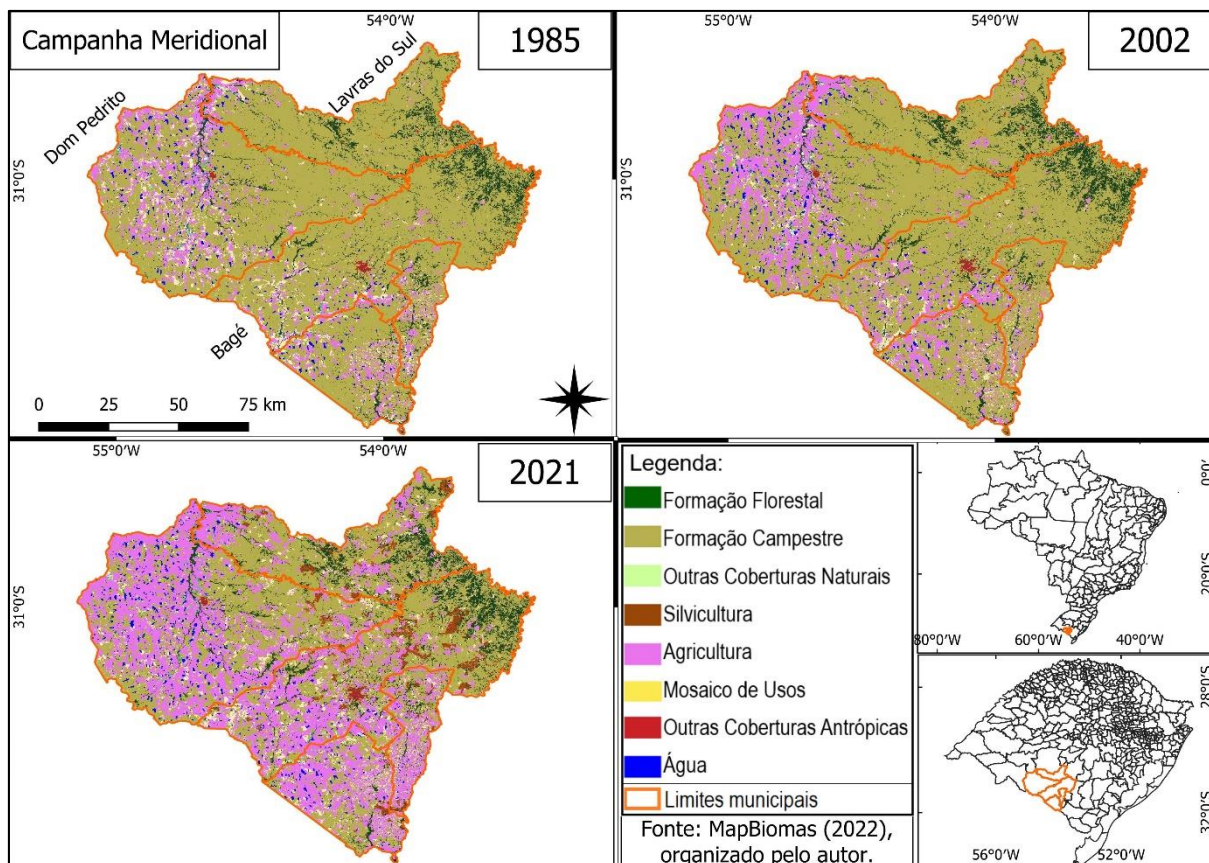 Campanha Meridional
54°0'W
1985
Lavras do Sul
Dom Pedrito
31°0'S
Bagé
0 25 50 75 km
55°0'W 54°0'W
2002
31°0'S
55°0'W 54°0'W
2021
31°0'S
Legenda:
Formação Florestal
Formação Campestre
Outras Coberturas Naturais
Silvicultura
Agricultura
Mosaico de Usos
Outras Coberturas Antrópicas
Água
Limites municipais
Fonte: MapBiomas (2022),
organizado pelo autor.
0°0'
20°0'S
80°0'W 60°0'W 40°0'W
28°0'S
32°0'S
56°0'W 52°0'W